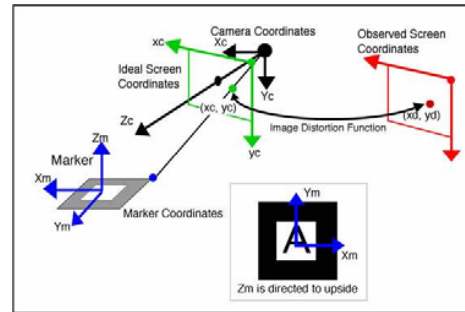 Camera Coordinates
Observed Screen
Coordinates
xc
Xc
Ideal Screen
Coordinates
Yc
(xc, yc)
(xd, yd)
Image Distortion Function
Zc
yc
Zm
Marker
Xm
Ym
Marker Coordinates
Ym
A
Xm
Zm is directed to upside